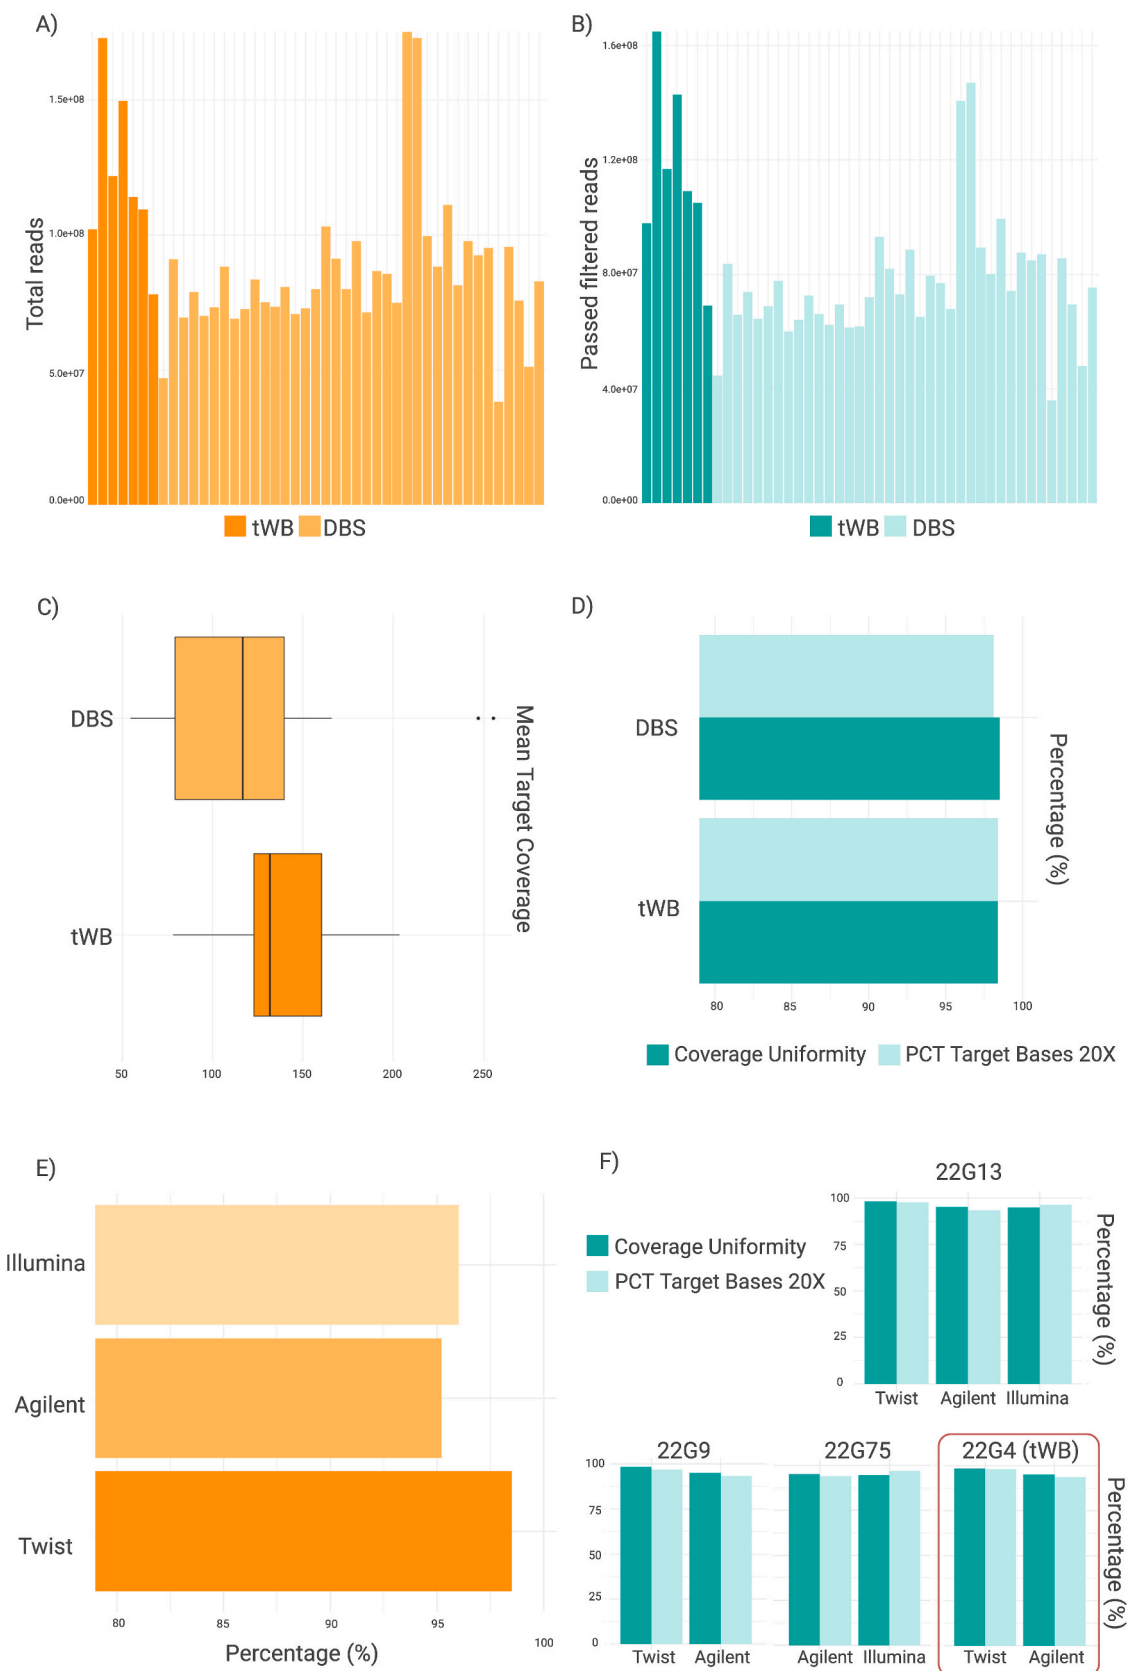 A)
Total reads
1.5e+08
1.0e+08
5.0e+07
0.0e+00
tWB DBS
B)
Passed filtered reads
1.6e+08
1.2e+08
8.0e+07
4.0e+07
0.0e+00
tWB DBS
C)
DBS
tWB
Mean Target Coverage
50 100 150 200 250
D)
DBS
tWB
Percentage (%)
80 85 90 95 100
Coverage Uniformity PCT Target Bases 20X
E)
Illumina
Agilent
Twist
80 85 90 95 100
Percentage (%)
F)
Coverage Uniformity
PCT Target Bases 20X
22G13
100
75
50
25
0
Twist Agilent Illumina
Percentage (%)
22G9 22G75 22G4 (tWB)
100
75
50
25
0
Twist Agilent Agilent Illumina Twist Agilent
Percentage (%)